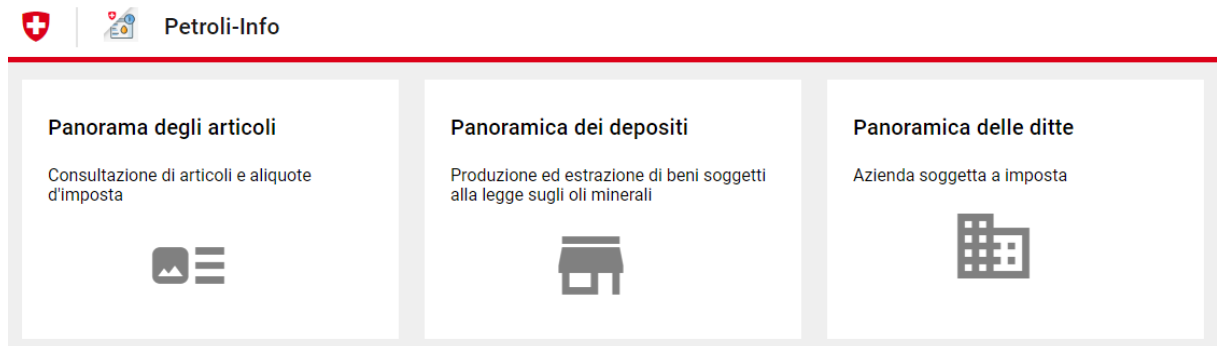 Petroli-Info
Panorama degli articoli
Consultazione di articoli e aliquote
d'imposta
Panoramica dei depositi
Produzione ed estrazione di beni soggetti
alla legge sugli oli minerali
Panoramica delle ditte
Azienda soggetta a imposta